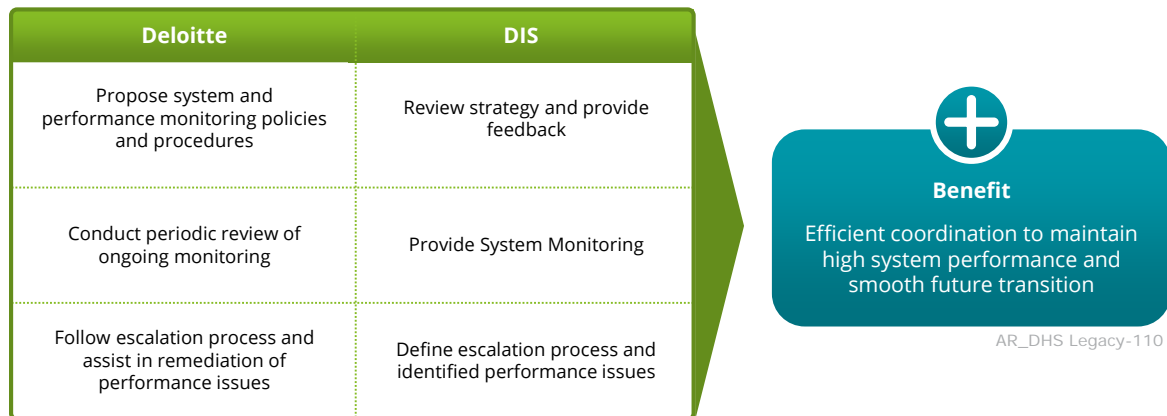 Deloitte
DIS
Propose system and
performance monitoring policies
and procedures
Review strategy and provide
feedback
Conduct periodic review of
ongoing monitoring
Provide System Monitoring
Follow escalation process and
assist in remediation of
performance issues
Define escalation process and
identified performance issues
Benefit
Efficient coordination to maintain
high system performance and
smooth future transition
AR_DHS Legacy-110